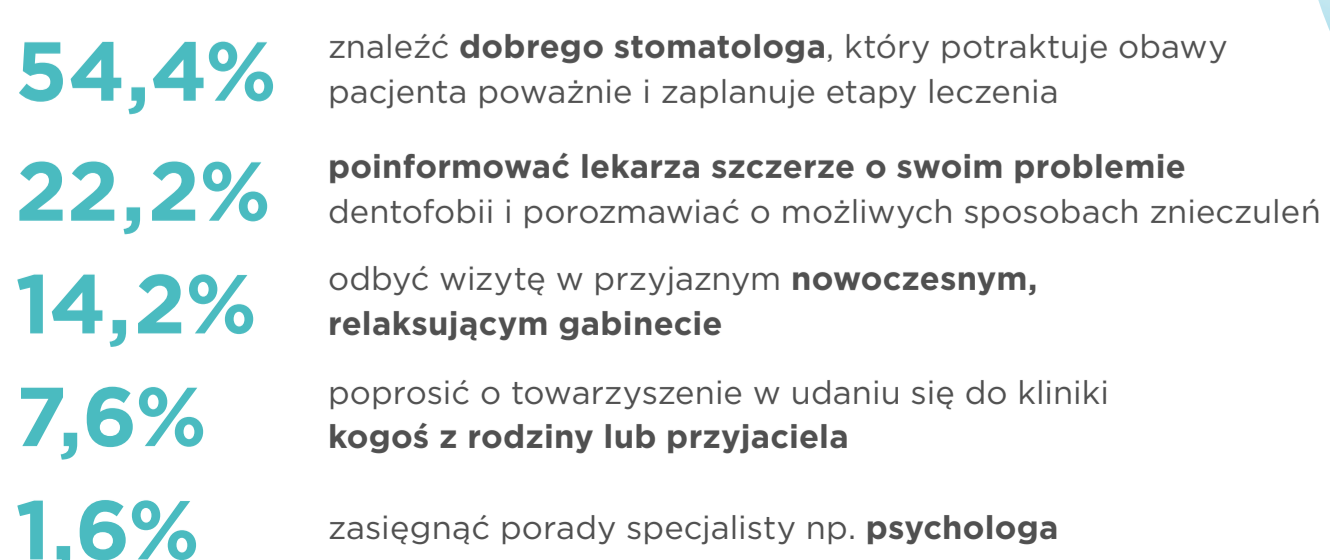 54,4%
znaleźć dobrego stomatologa, który potraktuje obawy
pacjenta poważnie i zaplanuje etapy leczenia
22,2%
poinformować lekarza szczerze o swoim problemie
dentofobii i porozmawiać o możliwych sposobach znieczuleń
14,2%
odbyć wizytę w przyjaznym nowoczesnym,
relaksującym gabinecie
7,6%
poprosić o towarzyszenie w udaniu się do kliniki
kogoś z rodziny lub przyjaciela
1,6%
zasięgnąć porady specjalisty np. psychologa